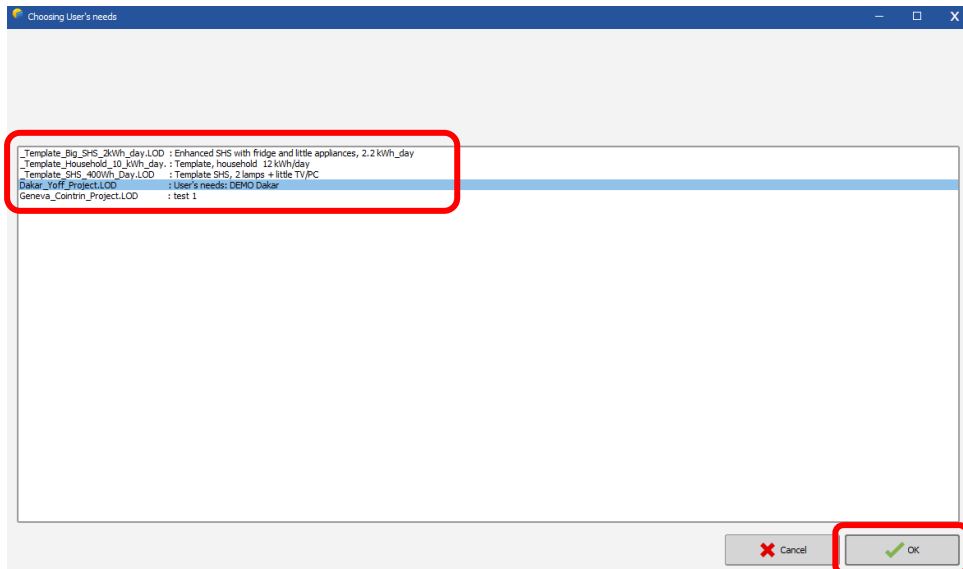 Choosing User's needs
_Template_Big_SHS_2kWh_day.LOD : Enhanced SHS with fridge and little appliances, 2.2 kWh_day
_Template_Household_10_kWh_day. : Template, household 12 kWh/day
_Template_SHS_400Wh_Day.LOD : Template SHS, 2 lamps + little TV/PC
Dakar_Yoff_Project.LOD : User's needs: DEMO Dakar
Geneva_Cointrin_Project.LOD : test 1
Cancel
OK